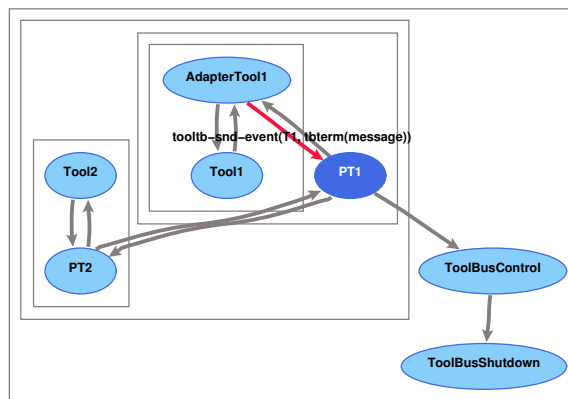 AdapterTool1
tooltb-snd-event(T1, tbterm(message))
Tool2
Tool1
PT1
PT2
ToolBusControl
ToolBusShutdown